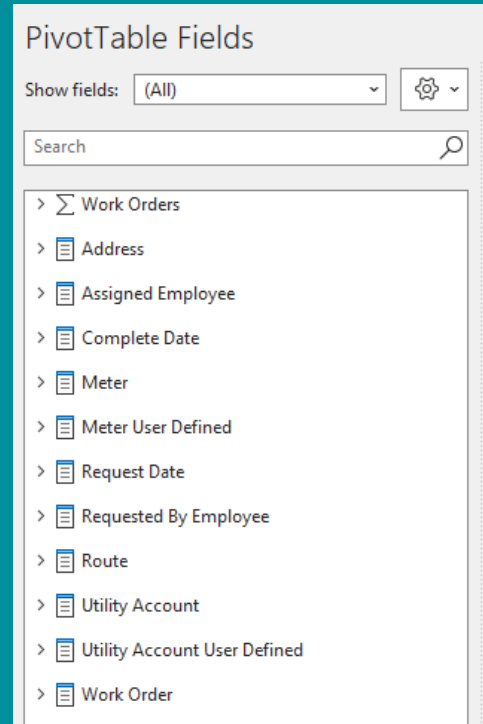 PivotTable Fields
Show fields: (All)
Search
Work Orders
Address
Assigned Employee
Complete Date
Meter
Meter User Defined
Request Date
Requested By Employee
Route
Utility Account
Utility Account User Defined
Work Order